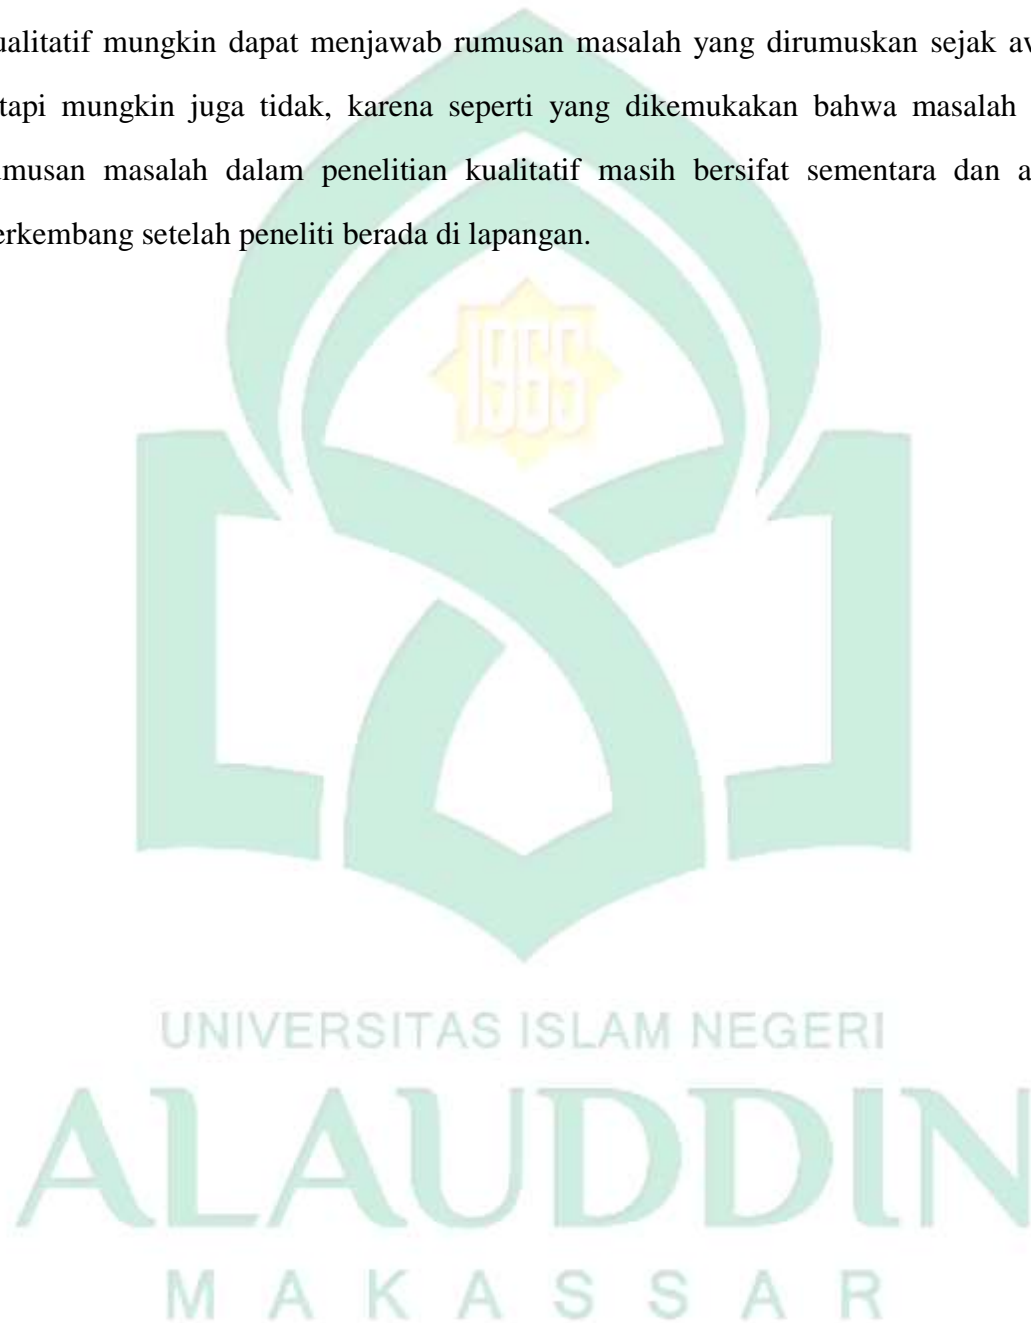 ualitatif mungkin dapat menjawab rumusan masalah yang dirumuskan sejak aw
tapi mungkin juga tidak, karena seperti yang dikemukakan bahwa masalah
umusan masalah dalam penelitian kualitatif masih bersifat sementara dan a
erkembang setelah peneliti berada di lapangan.
1965
UNIVERSITAS ISLAM NEGERI
ALAUDDIN
MAKASSAR